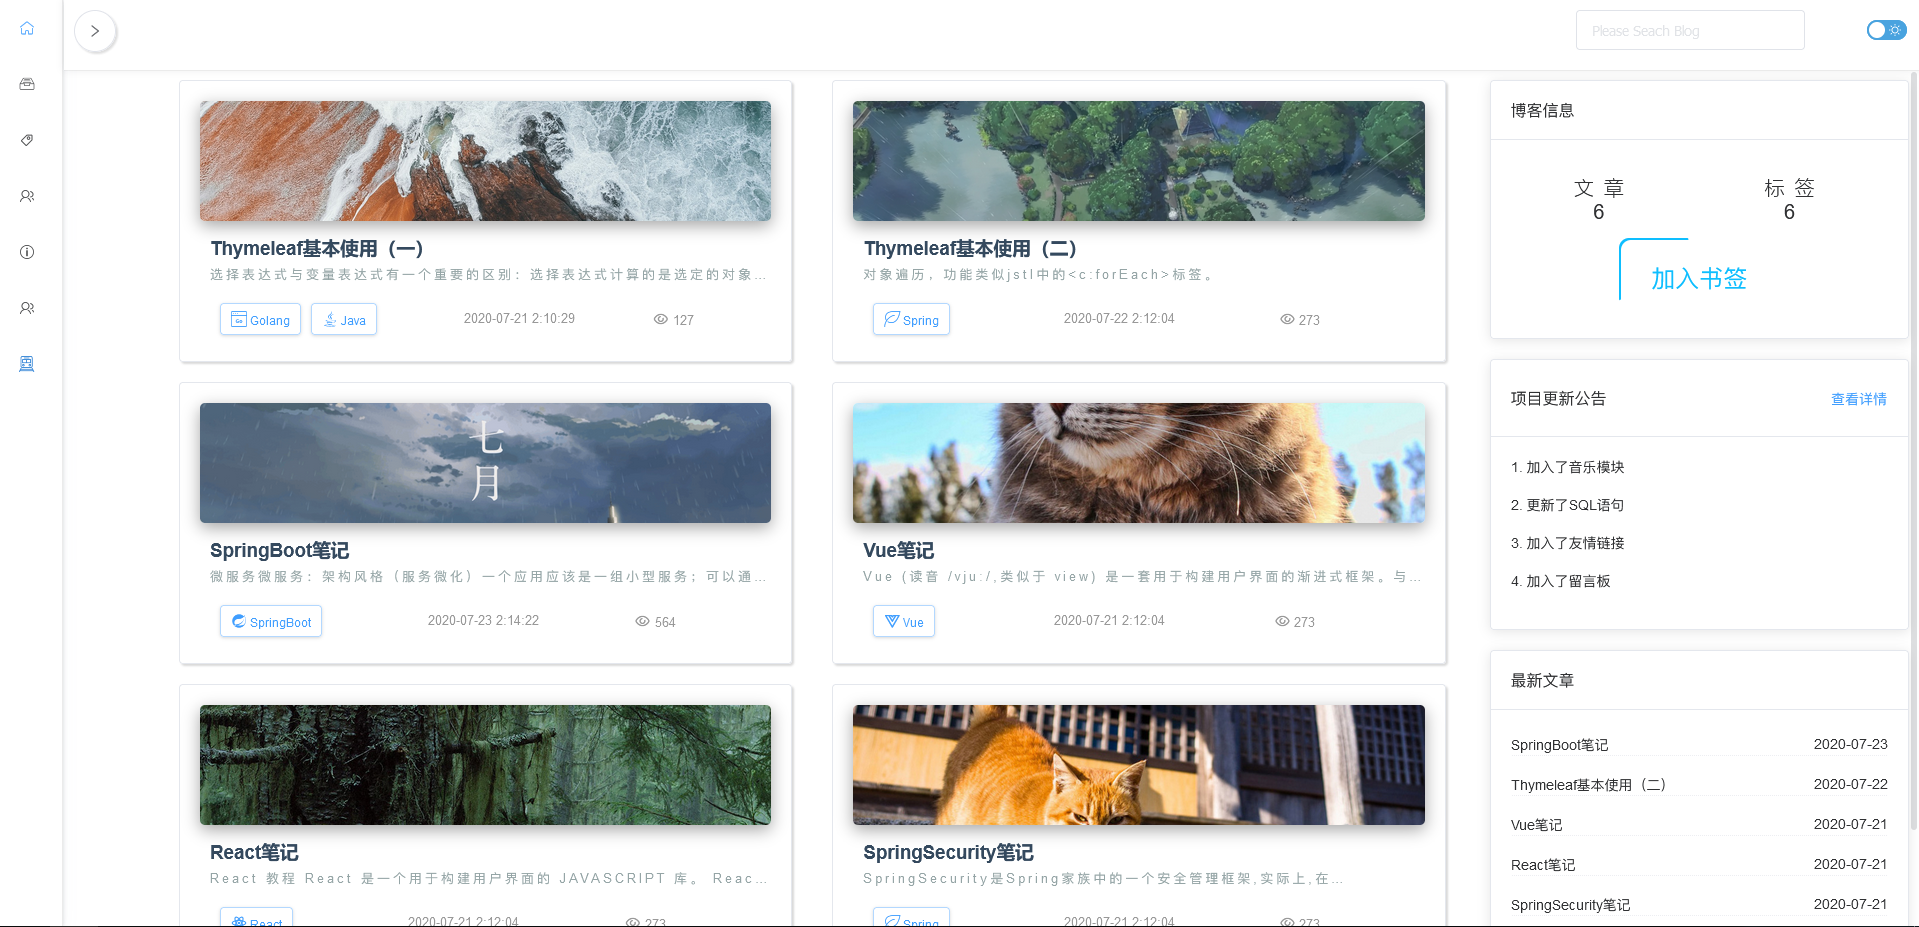 Please Seach Blog
Thymeleaf基本使用（一）
选择表达式与变量表达式有一个重要的区别：选择表达式计算的是选定的对象...
Golang
Java
2020-07-21 2:10:29
127
Thymeleaf基本使用（二）
对象遍历，功能类似jstl中的<c:forEach>标签。
Spring
2020-07-22 2:12:04
273
七
月
SpringBoot笔记
微服务微服务：架构风格（服务微化）一个应用应该是一组小型服务；可以通...
SpringBoot
2020-07-23 2:14:22
564
Vue笔记
Vue (读音 /vjuː/,类似于 view) 是一套用于构建用户界面的渐进式框架。与...
Vue
2020-07-21 2:12:04
273
React笔记
React 教程 React 是一个用于构建用户界面的 JAVASCRIPT 库。 Reac...
React
2020-07-21 2:12:04
273
SpringSecurity笔记
SpringSecurity是Spring家族中的一个安全管理框架,实际上,在...
Spring
2020-07-21 2:12:04
273
博客信息
文章
6
标签
6
加入书签
项目更新公告
查看详情
1. 加入了音乐模块
2. 更新了SQL语句
3. 加入了友情链接
4. 加入了留言板
最新文章
SpringBoot笔记 2020-07-23
Thymeleaf基本使用（二） 2020-07-22
Vue笔记 2020-07-21
React笔记 2020-07-21
SpringSecurity笔记 2020-07-21